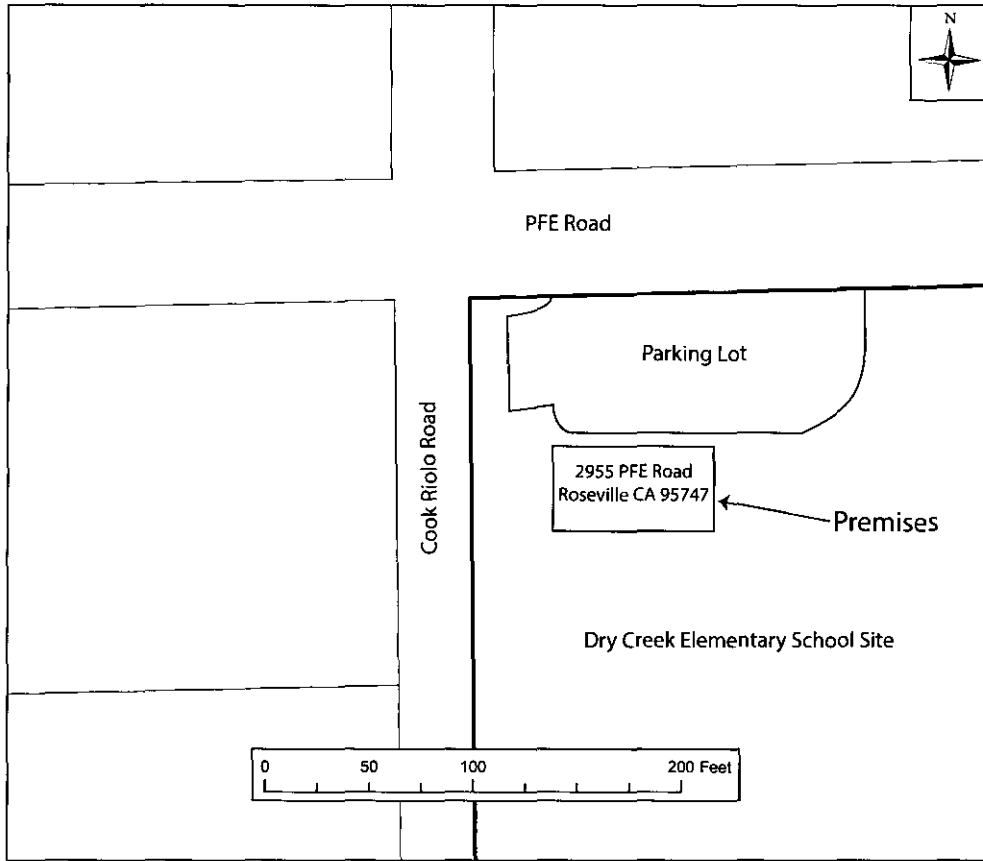 N
PFE Road
Parking Lot
Cook Riolo Road
2955 PFE Road
Roseville CA 95747
Premises
Dry Creek Elementary School Site
0 50 100 200 Feet